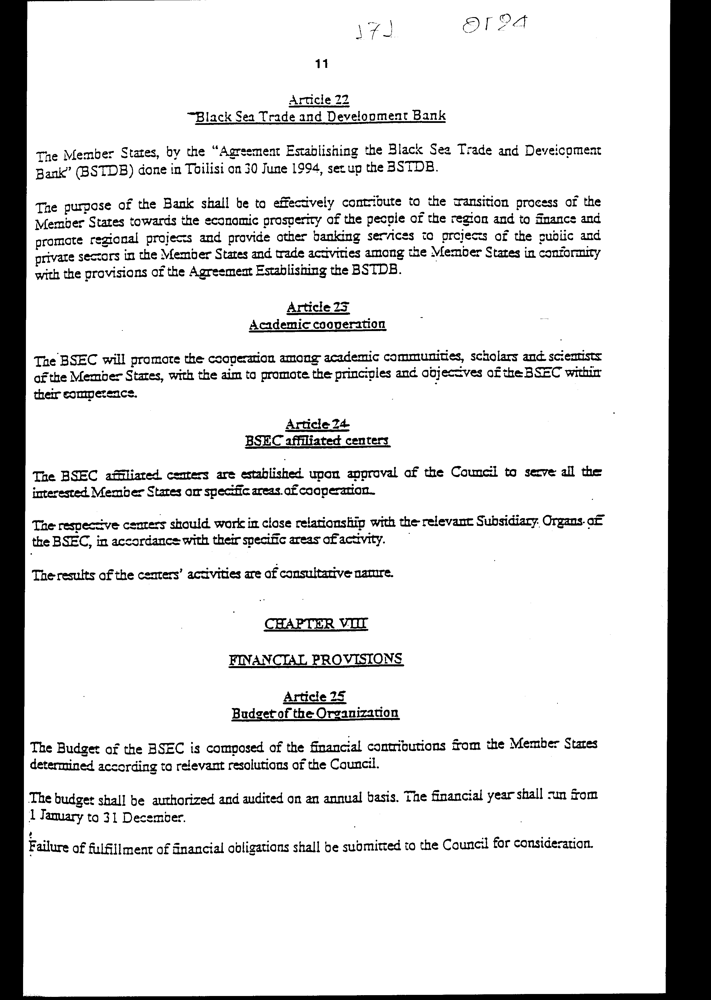 11
Article 22
Black Sea Trade and Development Bank
The Member States, by the “Agreement Establishing the Black Sea Trade and Development
Bank” (BSTDB) done in Tbilisi on 30 June 1994, set up the BSTDB.
The purpose of the Bank shall be to effectively contribute to the transition process of the
Member States towards the economic prosperity of the people of the region and to finance and
promote regional projects and provide other banking services to projects of the public and
private sectors in the Member States and trade activities among the Member States in conformity
with the provisions of the Agreement Establishing the BSTDB.
Article 23
Academic cooperation
The BSEC will promote the cooperation among academic communities, scholars and scientists
of the Member States, with the aim to promote the principles and objectives of the BSEC within
their competence.
Article 24
BSEC affiliated centers
The BSEC affiliated centers are established upon approval of the Council to serve all the
interested Member States on specific areas of cooperation.
The respective centers should work in close relationship with the relevant Subsidiary Organs of
the BSEC, in accordance with their specific areas of activity.
The results of the centers’ activities are of consultative nature.
CHAPTER VIII
FINANCIAL PROVISIONS
Article 25
Budget of the Organization
The Budget of the BSEC is composed of the financial contributions from the Member States
determined according to relevant resolutions of the Council.
The budget shall be authorized and audited on an annual basis. The financial year shall run from
1 January to 31 December.
Failure of fulfillment of financial obligations shall be submitted to the Council for consideration.